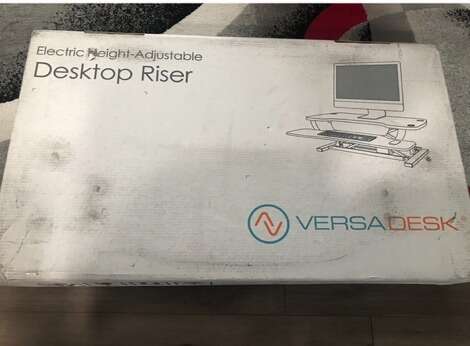 Electric Height-Adjustable
Desktop Riser
VERSADESK